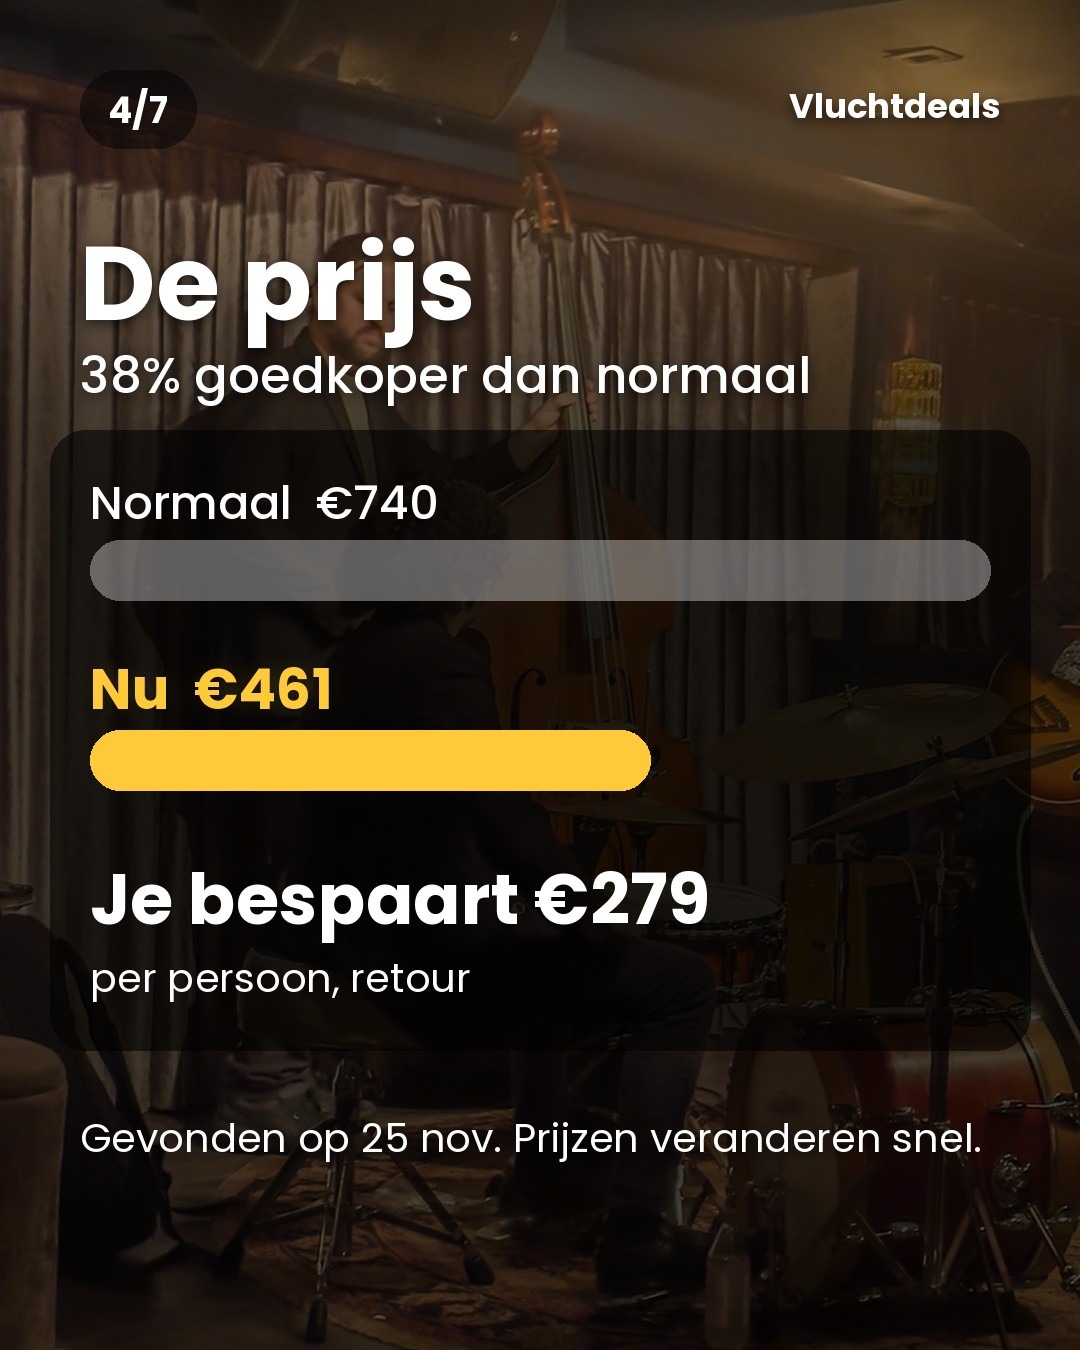 4/7
Vluchtdeals
De prijs
38% goedkoper dan normaal
Normaal €740
Nu €461
Je bespaart €279
per persoon, retour
Gevonden op 25 nov. Prijzen veranderen snel.